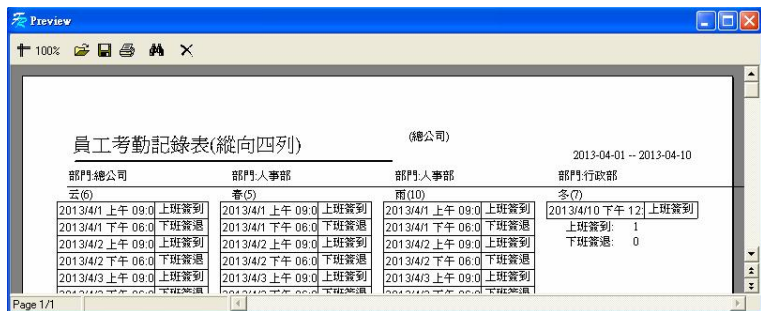 Preview
100%
(總公司)
員工考勤記錄表(縱向四列)
2013-04-01 -- 2013-04-10
部門:總公司 部門:人事部 部門:人事部 部門:行政部
云(6) 春(5) 雨(10) 冬(7)
2013/4/1 上午 09:0 上班簽到 2013/4/1 上午 09:0 上班簽到 2013/4/1 上午 09:0 上班簽到 2013/4/10 下午 12: 上班簽到
2013/4/1 下午 06:0 下班簽退 2013/4/1 下午 06:0 下班簽退 2013/4/1 下午 06:0 下班簽退 上班簽到: 1
2013/4/2 上午 09:0 上班簽到 2013/4/2 上午 09:0 上班簽到 2013/4/2 上午 09:0 上班簽到 下班簽退: 0
2013/4/2 下午 06:0 下班簽退 2013/4/2 下午 06:0 下班簽退 2013/4/2 下午 06:0 下班簽退
2013/4/3 上午 09:0 上班簽到 2013/4/3 上午 09:0 上班簽到 2013/4/3 上午 09:0 上班簽到
Page 1/1